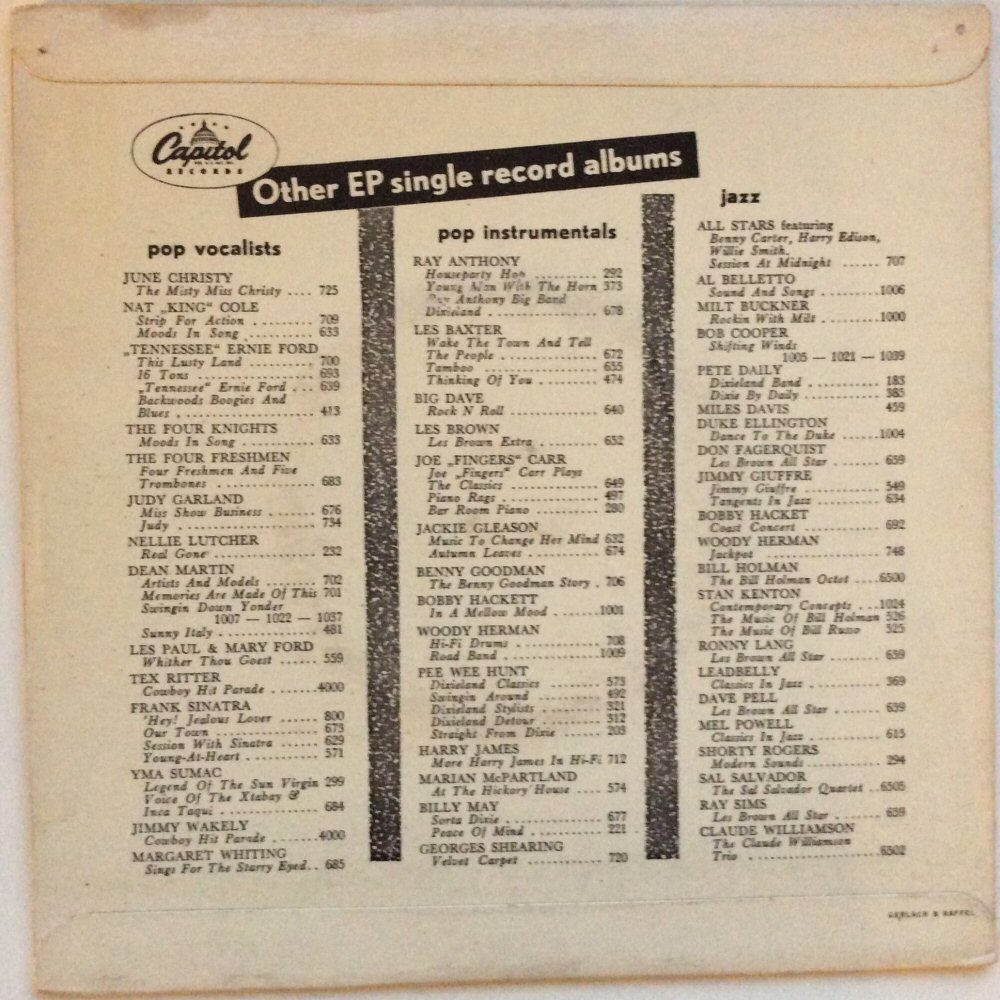 Capitol
RECORDS
Other EP single record albums
pop vocalists
JUNE CHRISTY
The Misty Miss Christy .... 725
NAT „KING“ COLE
Strip For Action .......... 709
Moods In Song ............ 633
„TENNESSEE“ ERNIE FORD
This Lusty Land .......... 700
16 Tons .................. 693
„Tennessee“ Ernie Ford ... 639
Backwoods Boogies And
Blues .................... 413
THE FOUR KNIGHTS
Moods In Song ............ 633
THE FOUR FRESHMEN
Four Freshmen And Five
Trombones ................ 683
JUDY GARLAND
Miss Show Business ....... 676
Judy ..................... 734
NELLIE LUTCHER
Real Gone ................ 232
DEAN MARTIN
Artists And Models ....... 702
Memories Are Made Of This 701
Swingin Down Yonder
1007 — 1022 — 1037
Sunny Italy .............. 481
LES PAUL & MARY FORD
Whither Thou Goest ...... 559
TEX RITTER
Cowboy Hit Parade .......4000
FRANK SINATRA
'Hey! Jealous Lover ...... 800
Our Town ................. 673
Session With Sinatra ...... 629
Young-At-Heart ........... 571
YMA SUMAC
Legend Of The Sun Virgin 299
Voice Of The Xtabay &
Inca Taqui ............... 684
JIMMY WAKELY
Cowboy Hit Parade .......4000
MARGARET WHITING
Sings For The Starry Eyed.. 685
pop instrumentals
RAY ANTHONY
Houseparty Hop .......... 292
Young Man With The Horn 373
Ray Anthony Big Band
Dixieland ................ 678
LES BAXTER
Wake The Town And Tell
The People ............... 672
Tamboo ................... 655
Thinking Of You .......... 474
BIG DAVE
Rock N Roll .............. 640
LES BROWN
Les Brown Extra .......... 652
JOE „FINGERS“ CARR
Joe „Fingers“ Carr Plays
The Classics ............. 649
Piano Rags ............... 497
Bar Room Piano ........... 280
JACKIE GLEASON
Music To Change Her Mind 632
Autumn Leaves ............ 674
BENNY GOODMAN
The Benny Goodman Story . 706
BOBBY HACKETT
In A Mellow Mood .......1001
WOODY HERMAN
Hi-Fi Drums .............. 708
Road Band ...............1009
PEE WEE HUNT
Dixieland Classics ........ 573
Swingin Around ........... 492
Dixieland Stylists ........ 321
Dixieland Detour ......... 312
Straight From Dixie ...... 203
HARRY JAMES
More Harry James In Hi-Fi 712
MARIAN McPARTLAND
At The Hickory House .... 574
BILLY MAY
Sorta Dixie .............. 677
Peace Of Mind ............ 221
GEORGES SHEARING
Velvet Carpet ............ 720
jazz
ALL STARS featuring
Benny Carter, Harry Edison,
Willie Smith.
Session At Midnight ...... 707
AL BELLETTO
Sound And Songs ........1006
MILT BUCKNER
Rockin With Milt ........1000
BOB COOPER
Shifting Winds
1005 — 1021 — 1039
PETE DAILY
Dixieland Band .......... 183
Dixie By Daily ........... 385
MILES DAVIS 459
DUKE ELLINGTON
Dance To The Duke ......1004
DON FAGERQUIST
Les Brown All Star ....... 659
JIMMY GIUFFRE
Jimmy Giuffre ............ 549
Tangents In Jazz ......... 634
BOBBY HACKET
Coast Concert ............ 692
WOODY HERMAN
Jackpot .................. 748
BILL HOLMAN
The Bill Holman Octet ....6500
STAN KENTON
Contemporary Concepts ...1024
The Music Of Bill Holman 526
The Music Of Bill Russo 525
RONNY LANG
Les Brown All Star ....... 659
LEADBELLY
Classics In Jazz .......... 369
DAVE PELL
Les Brown All Star ....... 659
MEL POWELL
Classics In Jazz .......... 615
SHORTY ROGERS
Modern Sounds ........... 294
SAL SALVADOR
The Sal Salvador Quartet ..6505
RAY SIMS
Les Brown All Star ....... 659
CLAUDE WILLIAMSON
The Claude Williamson
Trio .....................6502